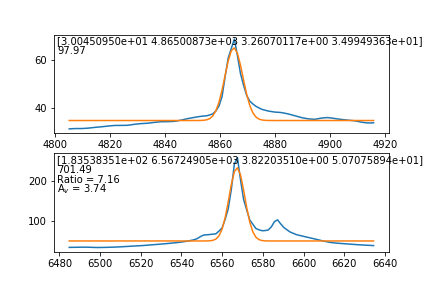 [3.00450950e+01 4.86500873e+03 3.26070117e+00 3.49949363e+01]
97.97
60
40
4800 4820 4840 4860 4880 4900 4920
[1.83538351e+02 6.56724905e+03 3.82203510e+00 5.07075894e+01]
701.49
Ratio = 7.16
Av = 3.74
200
100
6480 6500 6520 6540 6560 6580 6600 6620 6640